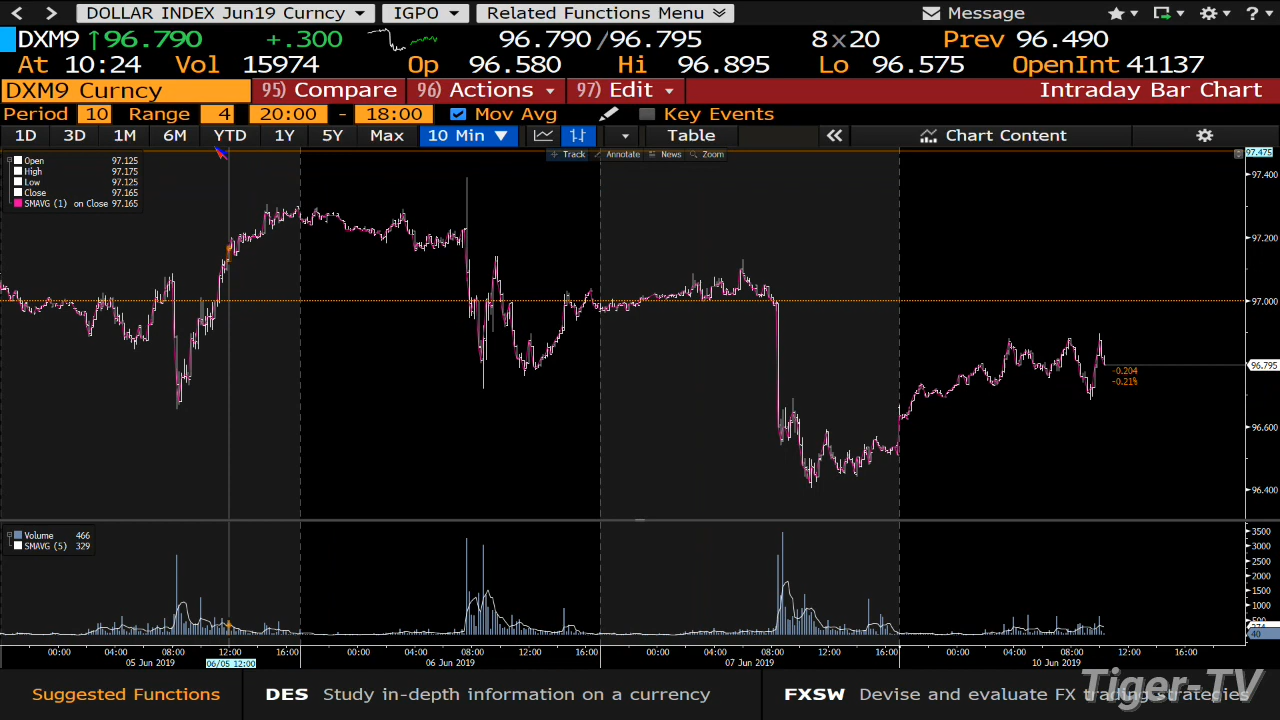 DOLLAR INDEX Jun19 Curncy IGPO Related Functions Menu Message ?
DXM9 ↑96.790 +.300 96.790/96.795 8x20 Prev 96.490
At 10:24 Vol 15974 Op 96.580 Hi 96.895 Lo 96.575 OpenInt 41137
DXM9 Curncy 95) Compare 96) Actions 97) Edit Intraday Bar Chart
Period 10 Range 4 20:00 - 18:00 Mov Avg Key Events
1D 3D 1M 6M YTD 1Y 5Y Max 10 Min ▼ Table « Chart Content
Track Annotate News Zoom
97.475
Open 97.125
High 97.175
Low 97.125
Close 97.165
SMAVG (1) on Close 97.165
97.400
97.200
97.000
96.795
-0.204
-0.21%
96.600
96.400
Volume 466
SMAVG (5) 329
3500
3000
2500
2000
1500
1000
40
00:00 04:00 08:00 12:00 16:00 00:00 04:00 08:00 12:00 16:00 00:00 04:00 08:00 12:00 16:00 00:00 04:00 08:00 12:00 16:00
05 Jun 2019 06/05 12:00 06 Jun 2019 07 Jun 2019 10 Jun 2019
Tiger-TV
Suggested Functions DES Study in-depth information on a currency FXSW Devise and evaluate FX trading strategies